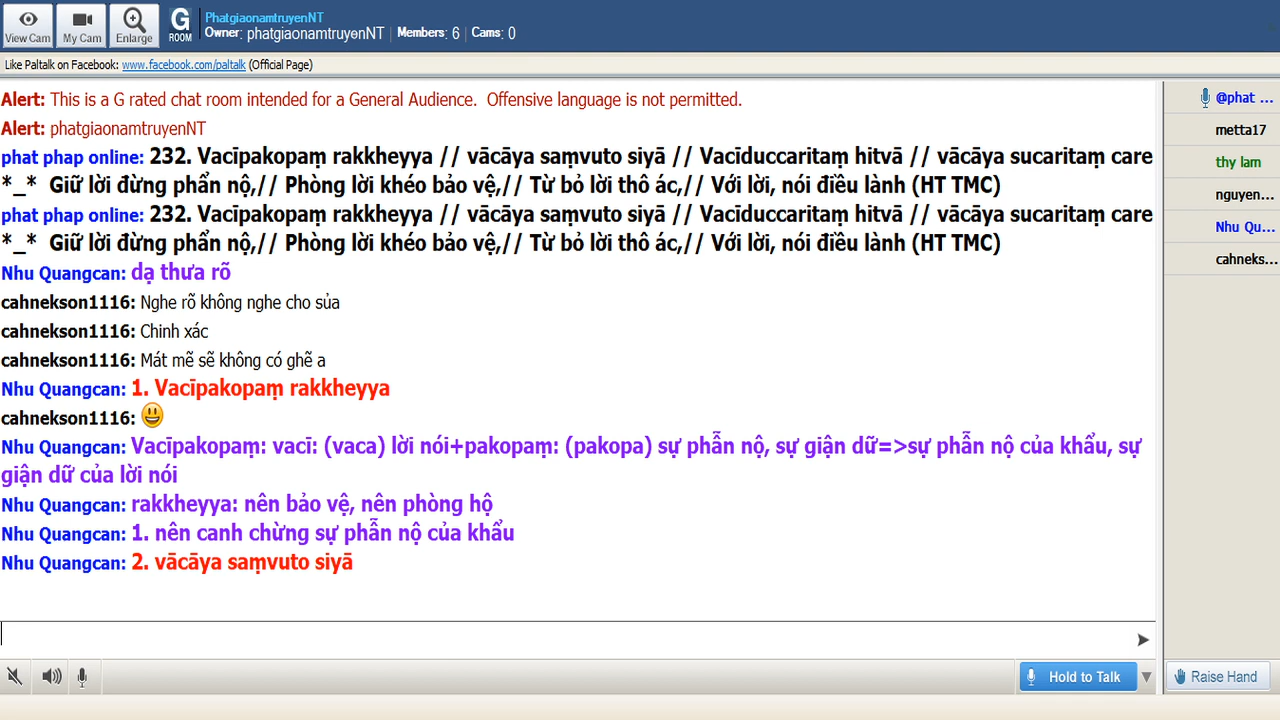 View Cam
My Cam
Enlarge
G
ROOM
PhatgiaonamtruyenNT
Owner: phatgiaonamtruyenNT Members: 6 Cams: 0
Like Paltalk on Facebook: www.facebook.com/paltalk (Official Page)
Alert: This is a G rated chat room intended for a General Audience. Offensive language is not permitted.
Alert: phatgiaonamtruyenNT
phat phap online: 232. Vacīpakopaṃ rakkheyya // vācāya saṃvuto siyā // Vacīduccaritaṃ hitvā // vācāya sucaritaṃ care
*_* Giữ lời đừng phẩn nộ,// Phòng lời khéo bảo vệ,// Từ bỏ lời thô ác,// Với lời, nói điều lành (HT TMC)
phat phap online: 232. Vacīpakopaṃ rakkheyya // vācāya saṃvuto siyā // Vacīduccaritaṃ hitvā // vācāya sucaritaṃ care
*_* Giữ lời đừng phẩn nộ,// Phòng lời khéo bảo vệ,// Từ bỏ lời thô ác,// Với lời, nói điều lành (HT TMC)
Nhu Quangcan: dạ thưa rõ
cahnekson1116: Nghe rõ không nghe cho sủa
cahnekson1116: Chinh xác
cahnekson1116: Mát mẽ sẽ không có ghẽ a
Nhu Quangcan: 1. Vacīpakopaṃ rakkheyya
cahnekson1116:
Nhu Quangcan: Vacīpakopaṃ: vacī: (vaca) lời nói+pakopaṃ: (pakopa) sự phẫn nộ, sự giận dữ=>sự phẫn nộ của khẩu, sự
giận dữ của lời nói
Nhu Quangcan: rakkheyya: nên bảo vệ, nên phòng hộ
Nhu Quangcan: 1. nên canh chừng sự phẫn nộ của khẩu
Nhu Quangcan: 2. vācāya saṃvuto siyā
@phat ...
metta17
thy lam
nguyen...
Nhu Qu...
cahneks...
Hold to Talk
Raise Hand